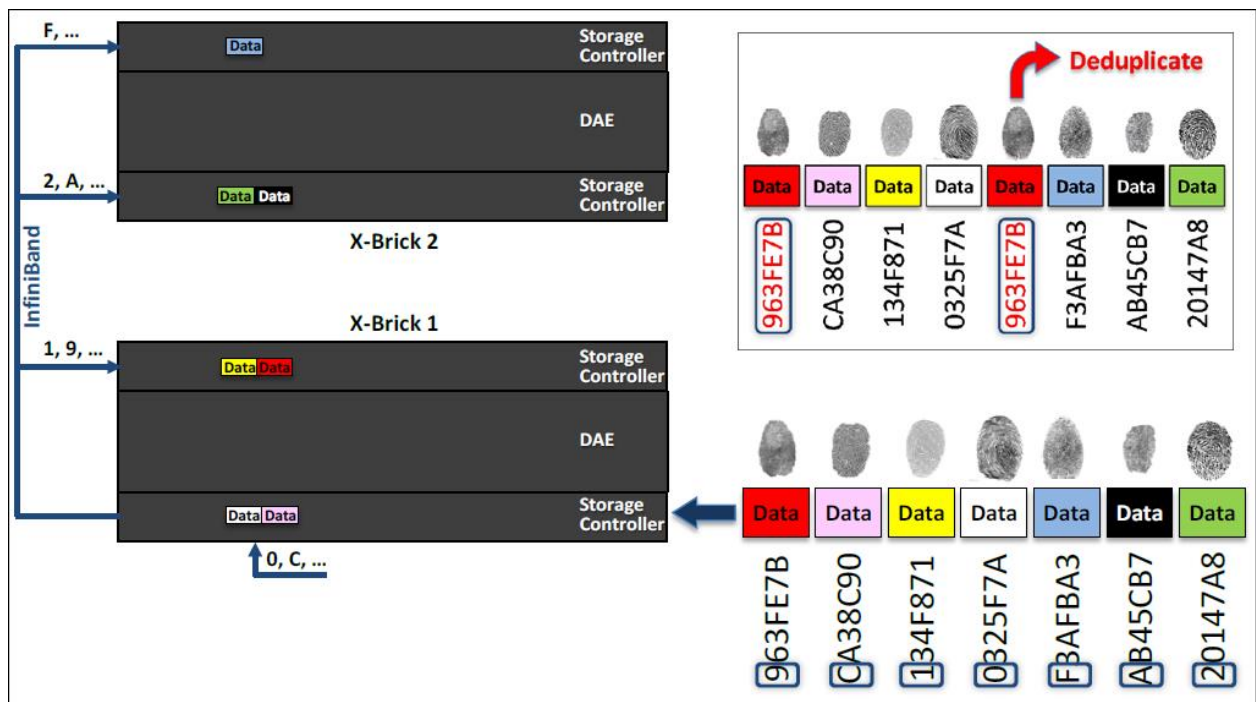 F, ...
Data
Storage
Controller
DAE
2, A, ...
Data Data
Storage
Controller
X-Brick 2
InfiniBand
X-Brick 1
1, 9, ...
Data Data
Storage
Controller
DAE
Data Data
Storage
Controller
0, C, ...
Deduplicate
Data Data Data Data Data Data Data Data
963FE7B CA38C90 134F871 0325F7A 963FE7B F3AFBA3 AB45CB7 20147A8
Data Data Data Data Data Data Data
963FE7B CA38C90 134F871 0325F7A F3AFBA3 AB45CB7 20147A8